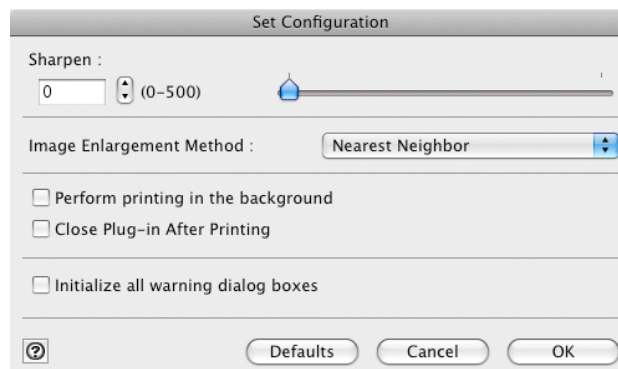 Set Configuration
Sharpen :
0 (0-500)
Image Enlargement Method : Nearest Neighbor
Perform printing in the background
Close Plug-in After Printing
Initialize all warning dialog boxes
? Defaults Cancel OK